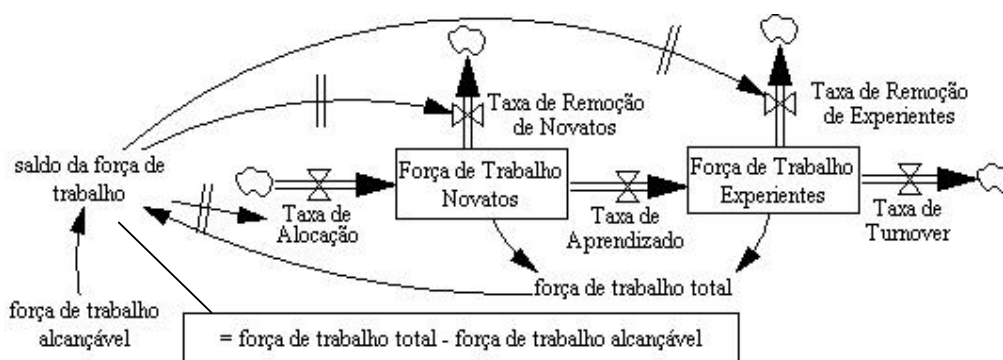 Taxa de Remoção
de Novatos
Taxa de Remoção
de Experientes
saldo da força de
trabalho
Força de Trabalho
Novatos
Força de Trabalho
Experientes
Taxa de
Alocação
Taxa de
Aprendizado
Taxa de
Turnover
força de trabalho total
força de trabalho
alcançável
= força de trabalho total - força de trabalho alcançável